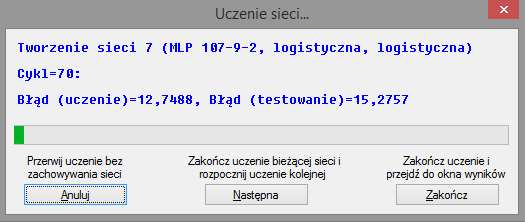 Uczenie sieci...
Tworzenie sieci 7 (MLP 107-9-2, logistyczna, logistyczna)
Cykl=70:
Błąd (uczenie)=12,7488, Błąd (testowanie)=15,2757
Przerwij uczenie bez
zachowywania sieci
Anuluj
Zakończ uczenie bieżącej sieci i
rozpocznij uczenie kolejnej
Następna
Zakończ uczenie i
przejdź do okna wyników
Zakończ